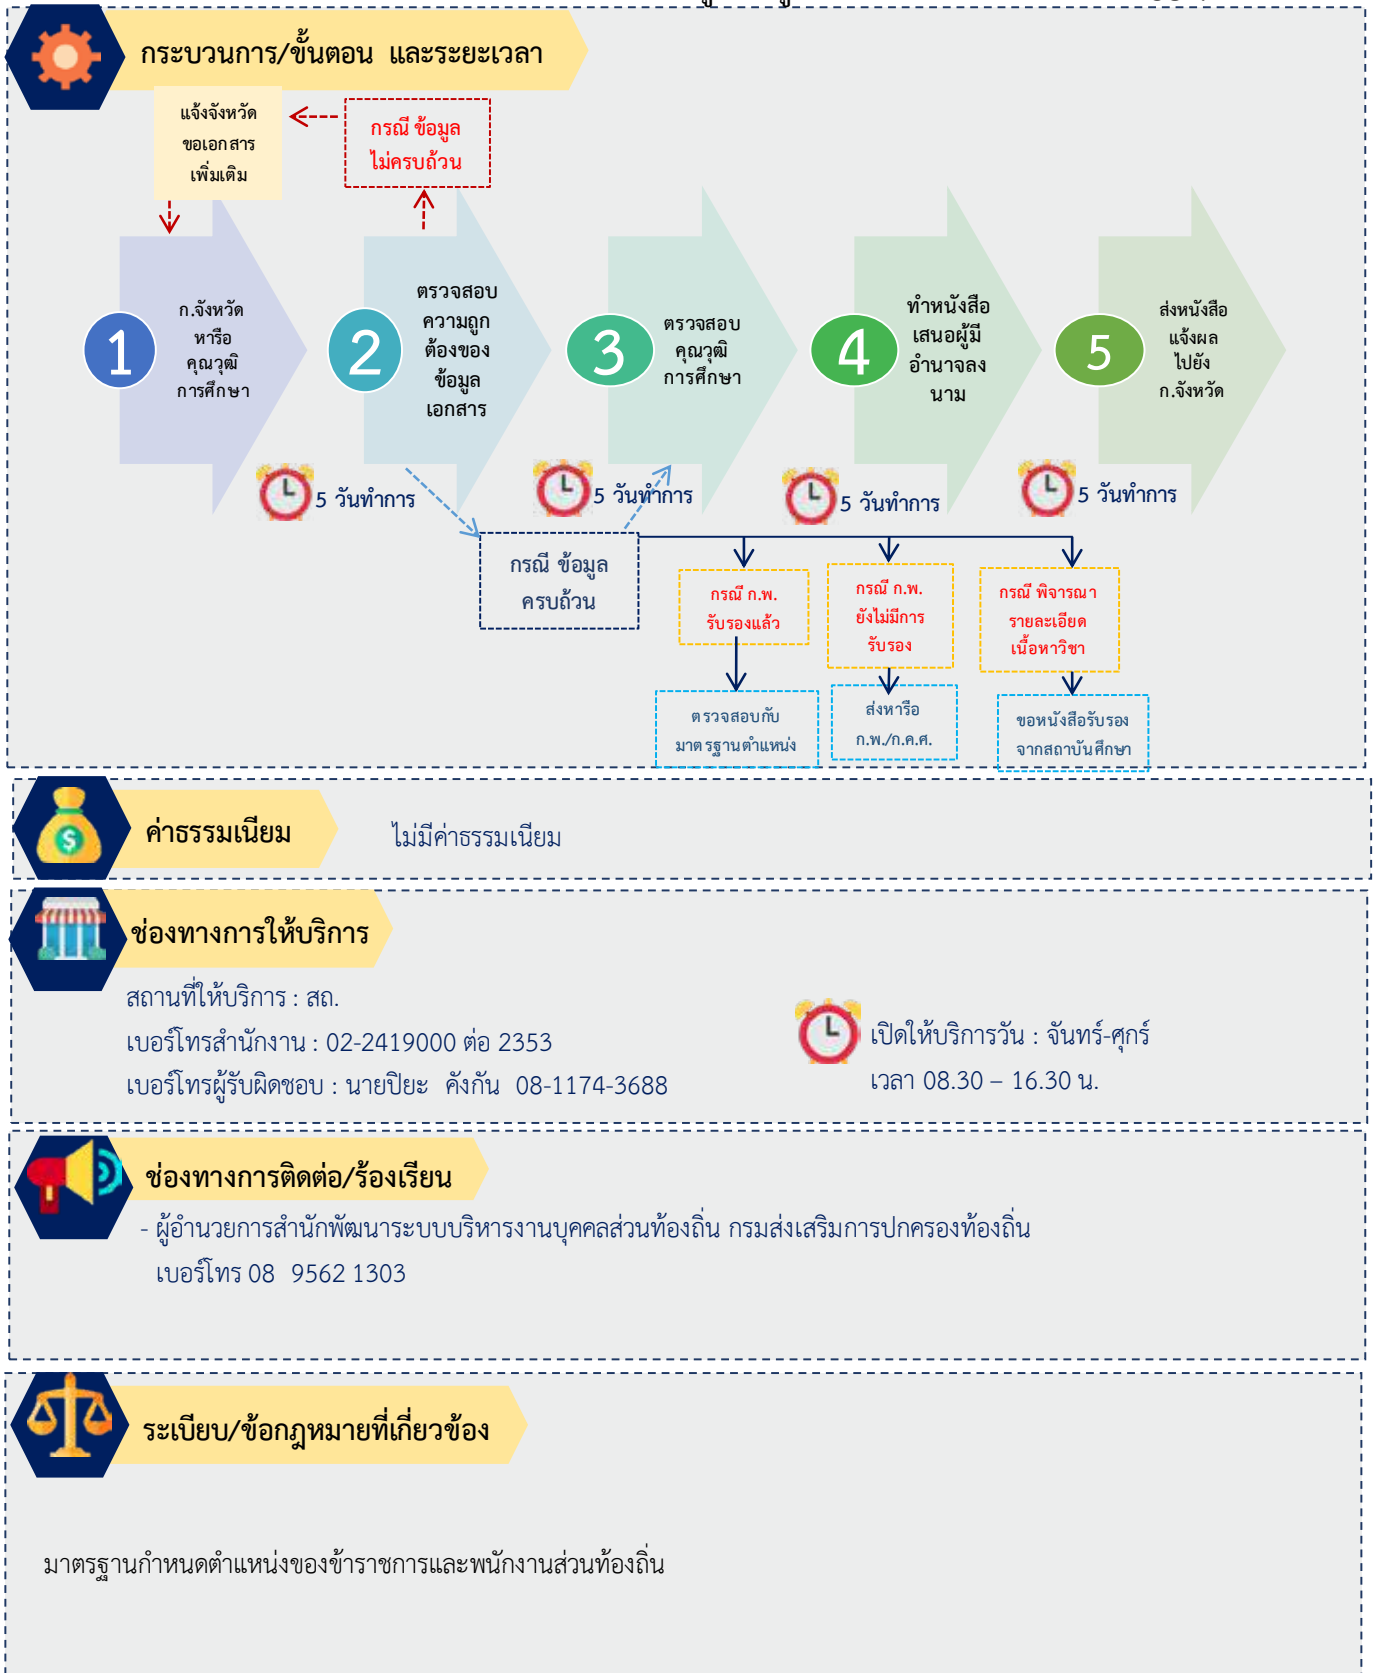 กระบวนการ/ขั้นตอน และระยะเวลา
แจ้งจังหวัด
ขอเอกสาร
เพิ่มเติม
กรณี ข้อมูล
ไม่ครบถ้วน
1
ก.จังหวัด
หารือ
คุณวุฒิ
การศึกษา
2
ตรวจสอบ
ความถูก
ต้องของ
ข้อมูล
เอกสาร
3
ตรวจสอบ
คุณวุฒิ
การศึกษา
4
ทำหนังสือ
เสนอผู้มี
อำนาจลง
นาม
5
ส่งหนังสือ
แจ้งผล
ไปยัง
ก.จังหวัด
5 วันทำการ
5 วันทำการ
5 วันทำการ
5 วันทำการ
กรณี ข้อมูล
ครบถ้วน
กรณี ก.พ.
รับรองแล้ว
กรณี ก.พ.
ยังไม่มีการ
รับรอง
กรณี พิจารณา
รายละเอียด
เนื้อหาวิชา
ตรวจสอบกับ
มาตรฐานตำแหน่ง
ส่งหารือ
ก.พ./ก.ค.ศ.
ขอหนังสือรับรอง
จากสถาบันศึกษา
ค่าธรรมเนียม
ไม่มีค่าธรรมเนียม
ช่องทางการให้บริการ
สถานที่ให้บริการ : สถ.
เบอร์โทรสำนักงาน : 02-2419000 ต่อ 2353
เบอร์โทรผู้รับผิดชอบ : นายปิยะ คังกัน 08-1174-3688
เปิดให้บริการวัน : จันทร์-ศุกร์
เวลา 08.30 – 16.30 น.
ช่องทางการติดต่อ/ร้องเรียน
- ผู้อำนวยการสำนักพัฒนาระบบบริหารงานบุคคลส่วนท้องถิ่น กรมส่งเสริมการปกครองท้องถิ่น
เบอร์โทร 08 9562 1303
ระเบียบ/ข้อกฎหมายที่เกี่ยวข้อง
มาตรฐานกำหนดตำแหน่งของข้าราชการและพนักงานส่วนท้องถิ่น